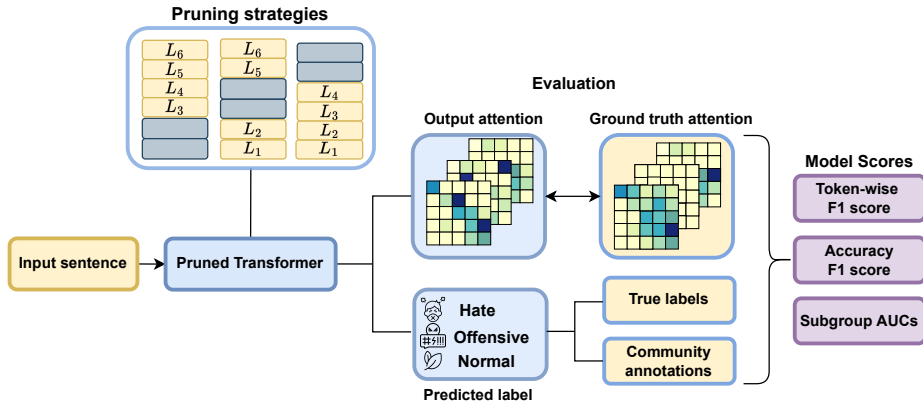 Pruning strategies
L6 L6
L5 L5
L4 L4
L3 L3
L2 L2
L1 L1
Evaluation
Output attention
Ground truth attention
Input sentence
Pruned Transformer
Hate
#⚡!!! Offensive
Normal
Predicted label
True labels
Community
annotations
Model Scores
Token-wise
F1 score
Accuracy
F1 score
Subgroup AUCs